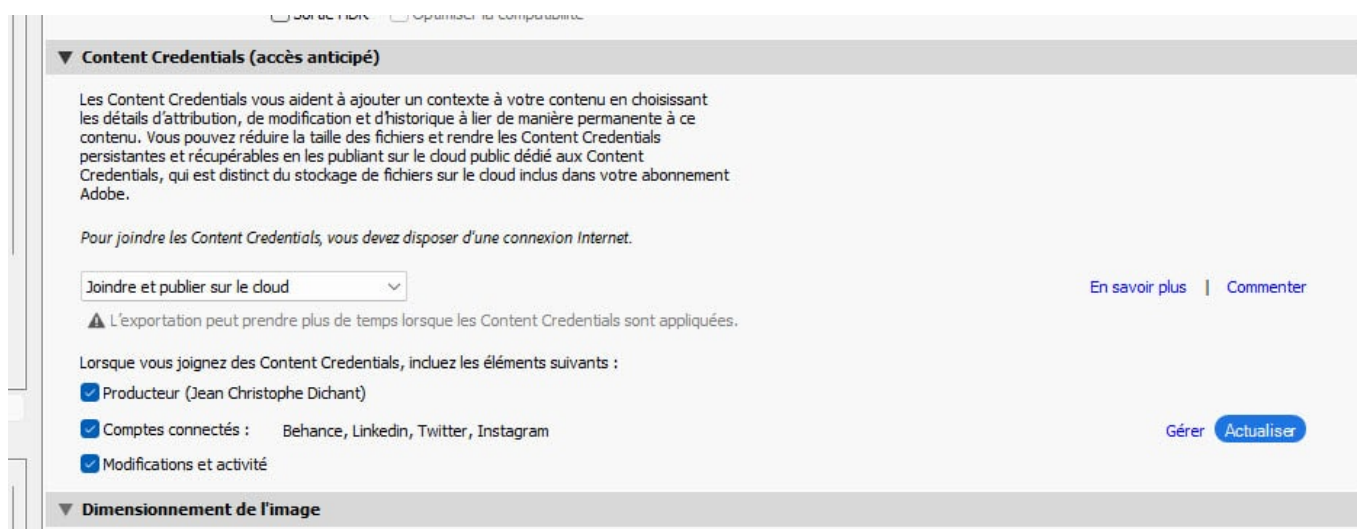 Sortie HDR Optimiser la compatibilité
Content Credentials (accès anticipé)
Les Content Credentials vous aident à ajouter un contexte à votre contenu en choisissant
les détails d'attribution, de modification et d'historique à lier de manière permanente à ce
contenu. Vous pouvez réduire la taille des fichiers et rendre les Content Credentials
persistantes et récupérables en les publiant sur le cloud public dédié aux Content
Credentials, qui est distinct du stockage de fichiers sur le cloud inclus dans votre abonnement
Adobe.
Pour joindre les Content Credentials, vous devez disposer d'une connexion Internet.
Joindre et publier sur le cloud En savoir plus | Commenter
L'exportation peut prendre plus de temps lorsque les Content Credentials sont appliquées.
Lorsque vous joignez des Content Credentials, incluez les éléments suivants :
Producteur (Jean Christophe Dichant)
Comptes connectés : Behance, Linkedin, Twitter, Instagram Gérer Actualiser
Modifications et activité
Dimensionnement de l'image